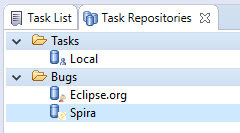 Task List Task Repositories
Tasks
Local
Bugs
Eclipse.org
Spira